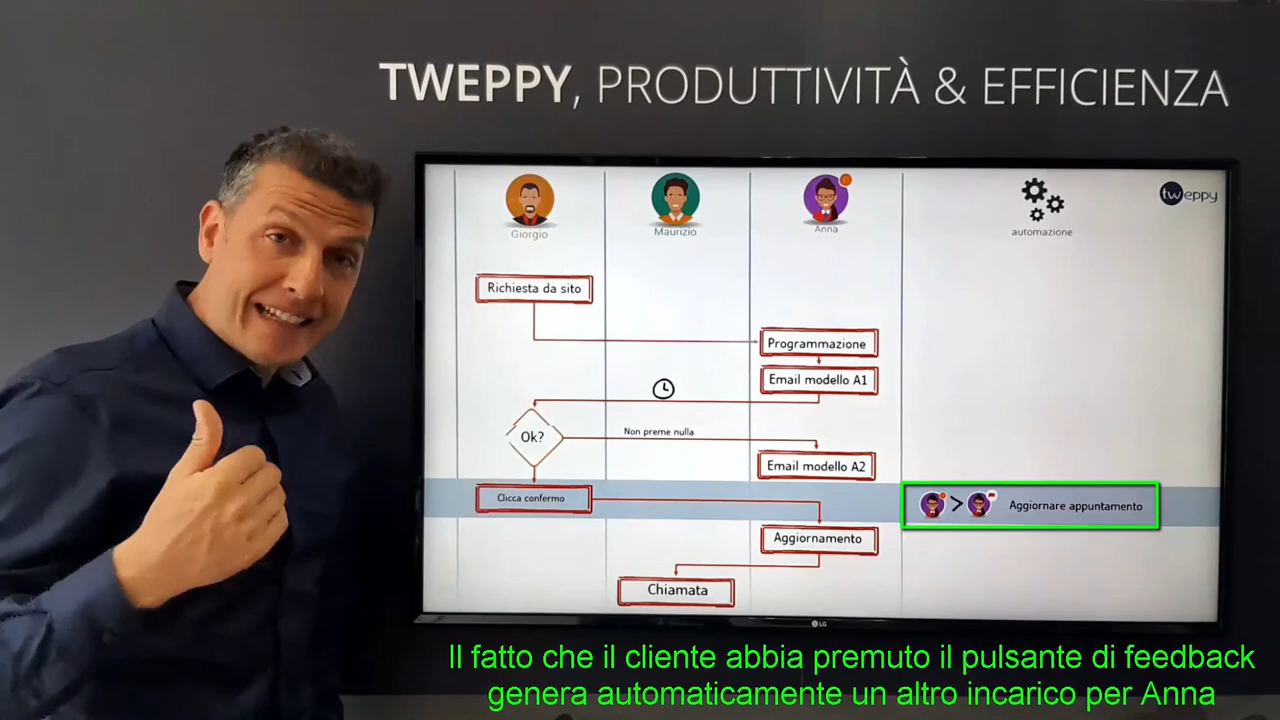 TWEPPY, PRODUTTIVITÀ & EFFICIENZA
tweppy
Giorgio
Maurizio
Anna
automazione
Richiesta da sito
Programmazione
Email modello A1
Ok?
Non preme nulla
Email modello A2
Clicca confermo
> Aggiornare appuntamento
Aggiornamento
Chiamata
LG
Il fatto che il cliente abbia premuto il pulsante di feedback
genera automaticamente un altro incarico per Anna